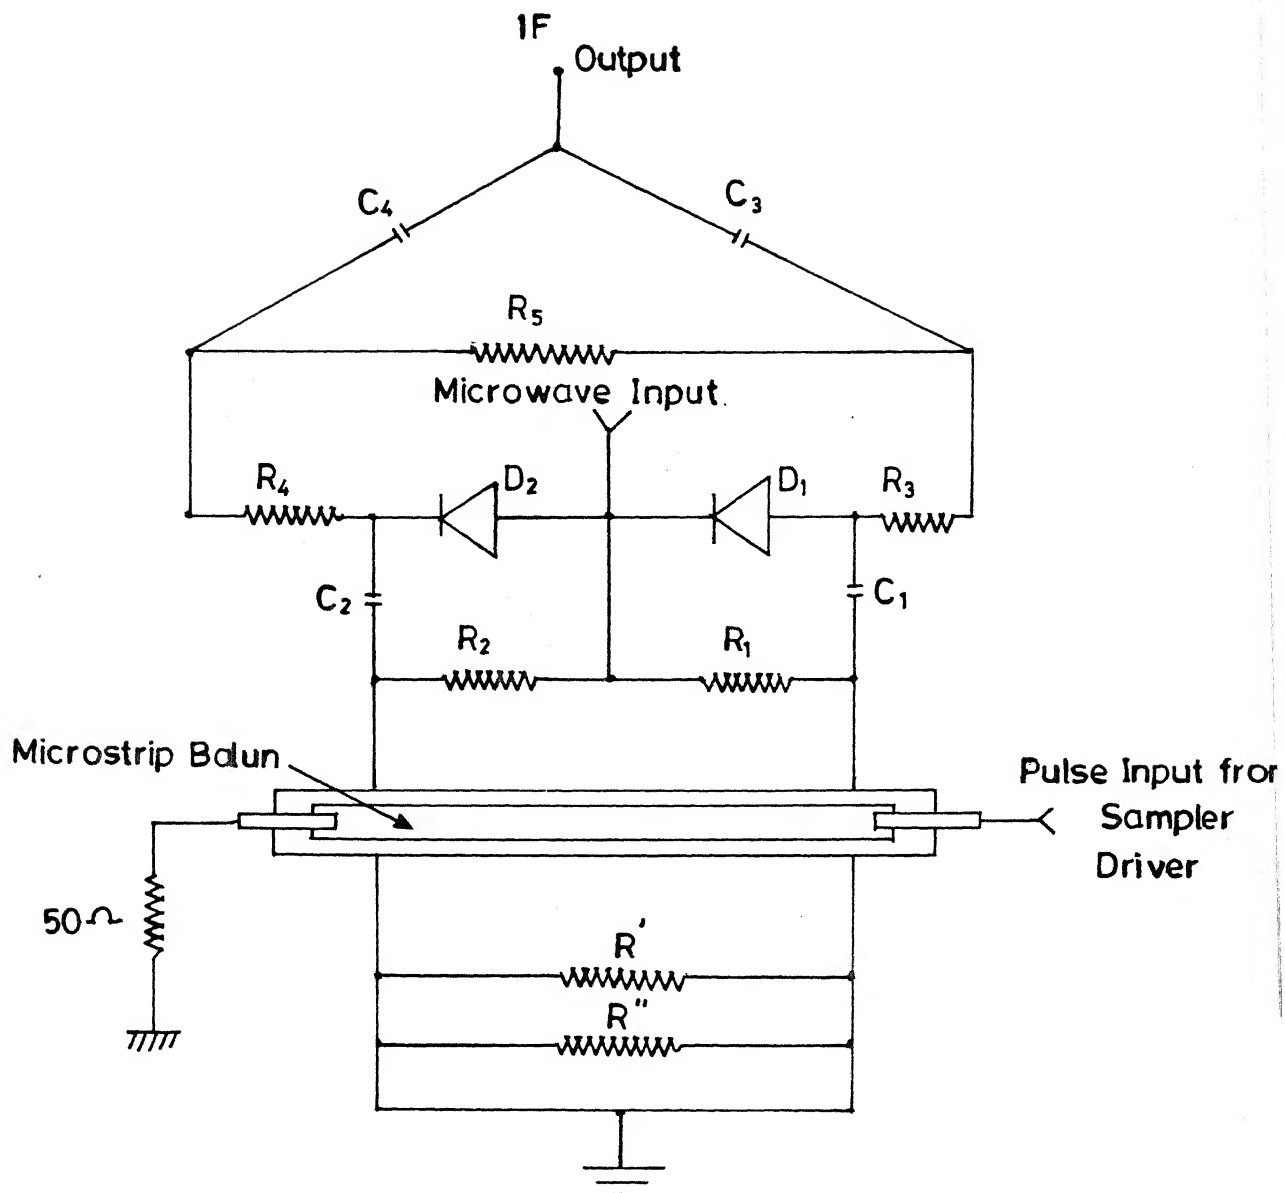 IF
Output
C₄
C₃
R₅
Microwave Input.
R₄
D₂
D₁
R₃
C₂
C₁
R₂
R₁
Microstrip Balun
Pulse Input fror
Sampler
Driver
50Ω
R'
R"